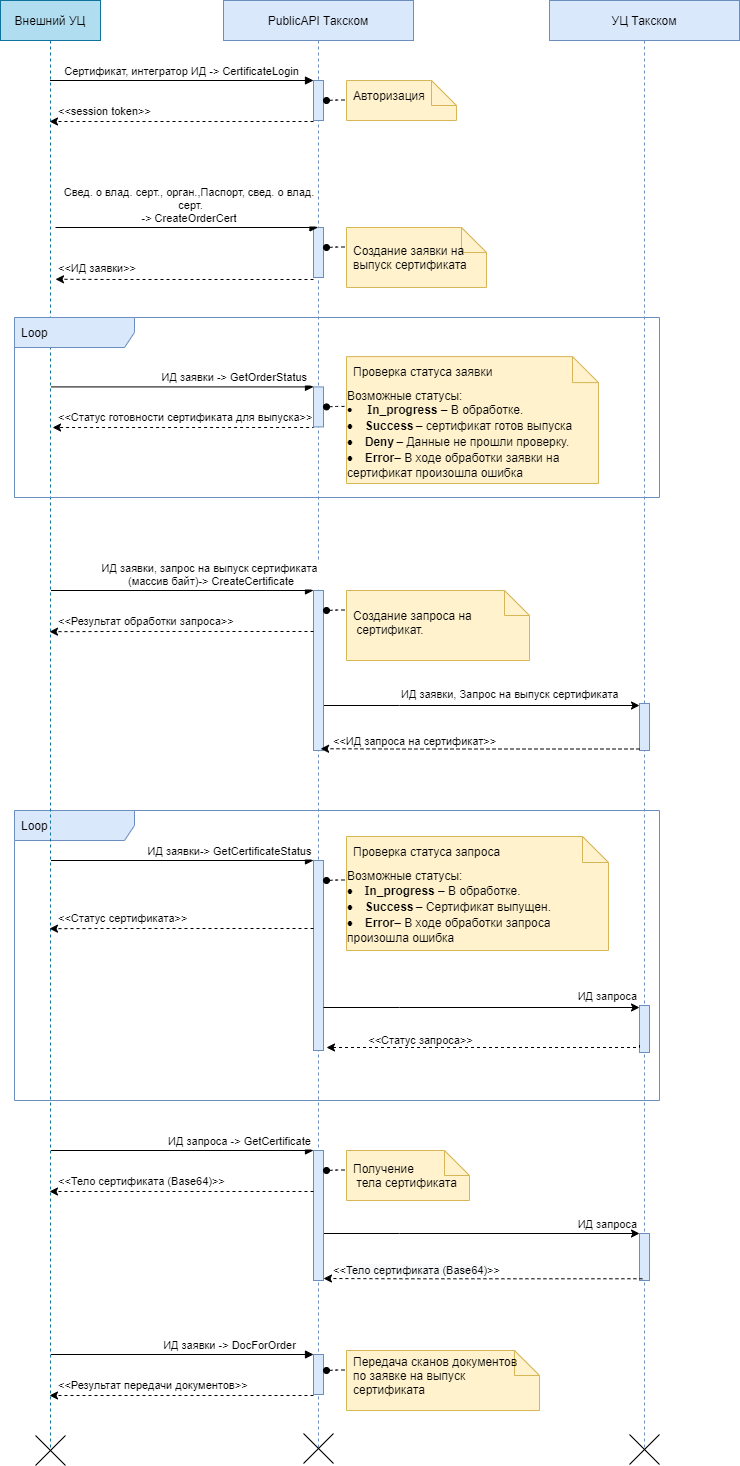 Внешний УЦ
PublicAPI Такском
УЦ Такском
Сертификат, интегратор ИД -> CertificateLogin
Авторизация
<<session token>>
Свед. о влад. серт., орган.,Паспорт, свед. о влад.
серт.
-> CreateOrderCert
Создание заявки на
выпуск сертификата
<<ИД заявки>>
Loop
ИД заявки -> GetOrderStatus
Проверка статуса заявки
Возможные статусы:
• In_progress – В обработке.
• Success – сертификат готов выпуска
• Deny – Данные не прошли проверку.
• Error– В ходе обработки заявки на
сертификат произошла ошибка
<<Статус готовности сертификата для выпуска>>
ИД заявки, запрос на выпуск сертификата
(массив байт)-> CreateCertificate
Создание запроса на
сертификат.
<<Результат обработки запроса>>
ИД заявки, Запрос на выпуск сертификата
<<ИД запроса на сертификат>>
Loop
ИД заявки-> GetCertificateStatus
Проверка статуса запроса
Возможные статусы:
• In_progress – В обработке.
• Success – Сертификат выпущен.
• Error– В ходе обработки запроса
произошла ошибка
<<Статус сертификата>>
ИД запроса
<<Статус запроса>>
ИД запроса -> GetCertificate
Получение
тела сертификата
<<Тело сертификата (Base64)>>
ИД запроса
<<Тело сертификата (Base64)>>
ИД заявки -> DocForOrder
Передача сканов документов
по заявке на выпуск
сертификата
<<Результат передачи документов>>